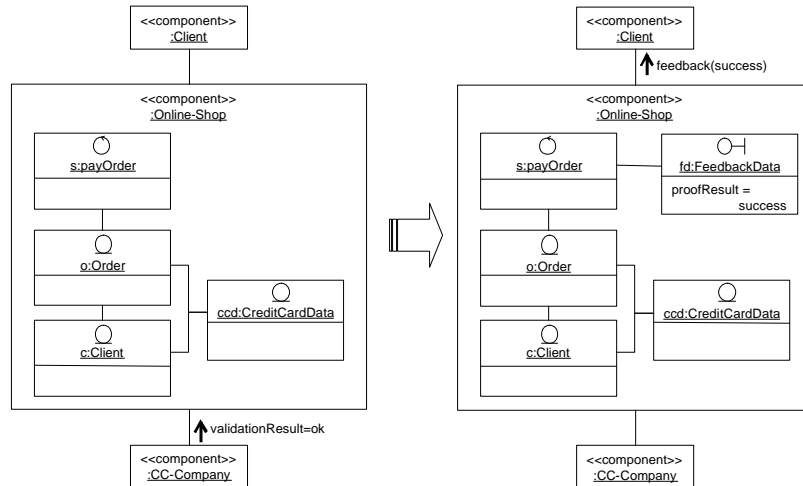 <<component>>
:Client
<<component>>
:Online-Shop
s:payOrder
o:Order
ccd:CreditCardData
c:Client
validationResult=ok
<<component>>
:CC-Company
<<component>>
:Client
feedback(success)
<<component>>
:Online-Shop
s:payOrder
fd:FeedbackData
proofResult =
success
o:Order
ccd:CreditCardData
c:Client
<<component>>
:CC-Company